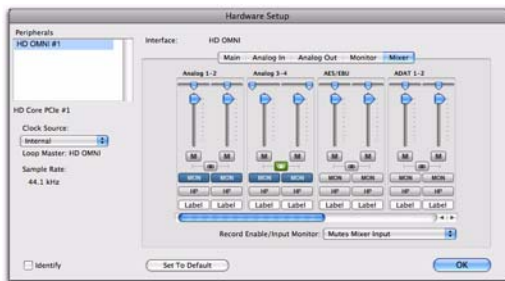 Hardware Setup
Peripherals
HD OMNI #1
Interface: HD OMNI
Main Analog In Analog Out Monitor Mixer
Analog 1-2 Analog 3-4 AES/EBU ADAT 1-2
HD Core PCIe #1
Clock Source:
Internal
Loop Master: HD OMNI
Sample Rate:
44.1 kHz
M M M M M M M M
MON MON MON MON MON MON MON MON
HP HP HP HP HP HP HP HP
Label Label Label Label Label Label Label Label
Record Enable/Input Monitor: Mutes Mixer Input
Identify Set To Default OK